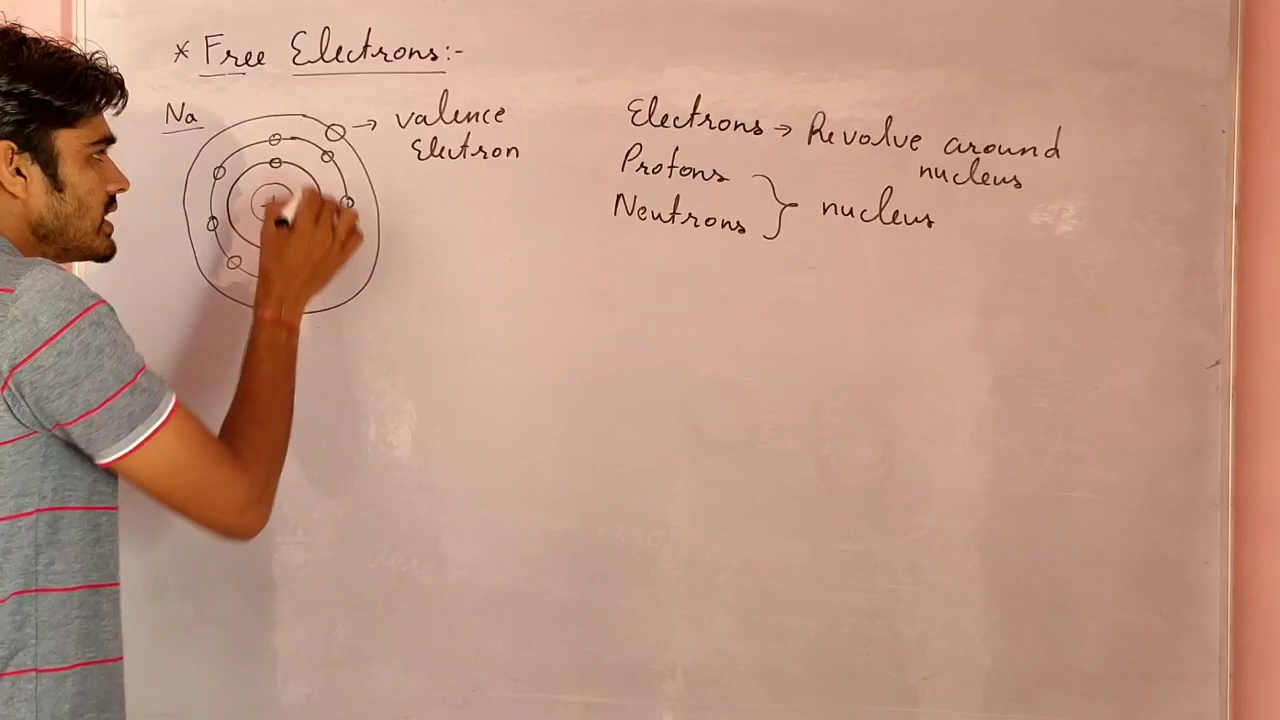 * Free Electrons:-
Na
valence
Electron
Electrons → Revolve around
nucleus
Protons
Neutrons } nucleus
+